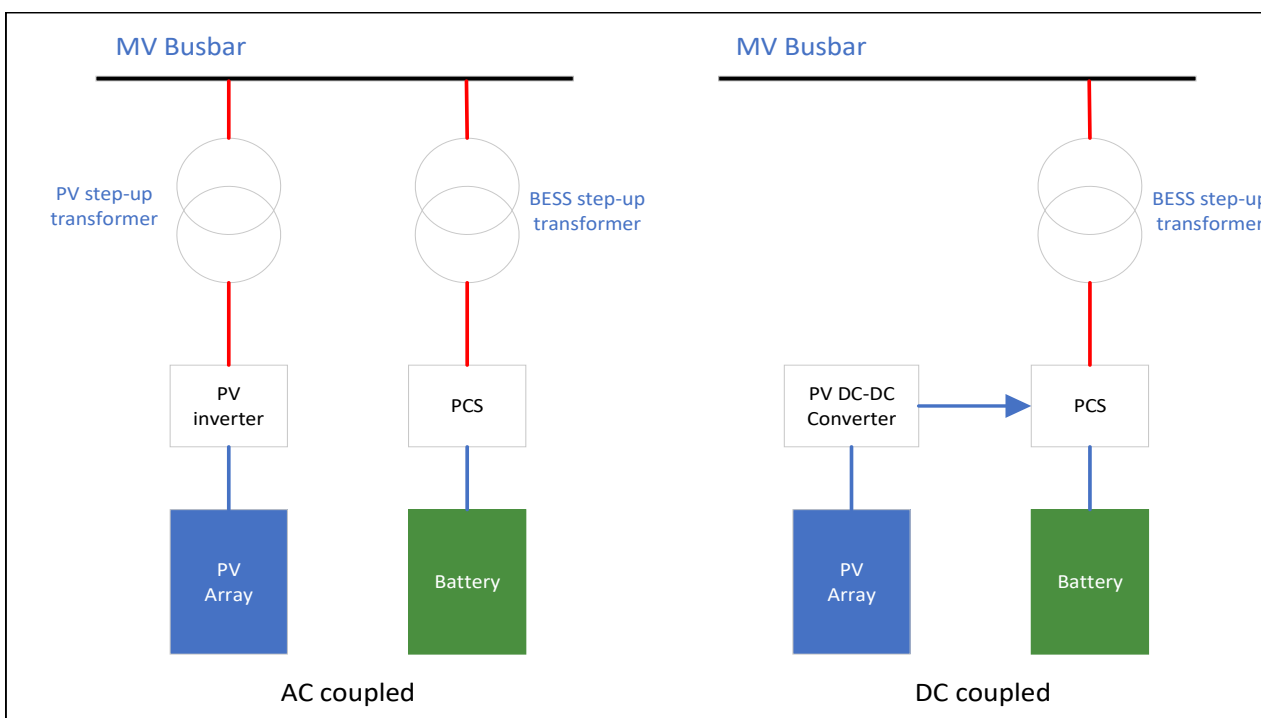 MV Busbar
PV step-up
transformer
BESS step-up
transformer
PV
inverter
PCS
PV
Array
Battery
AC coupled
MV Busbar
BESS step-up
transformer
PV DC-DC
Converter
PCS
PV
Array
Battery
DC coupled